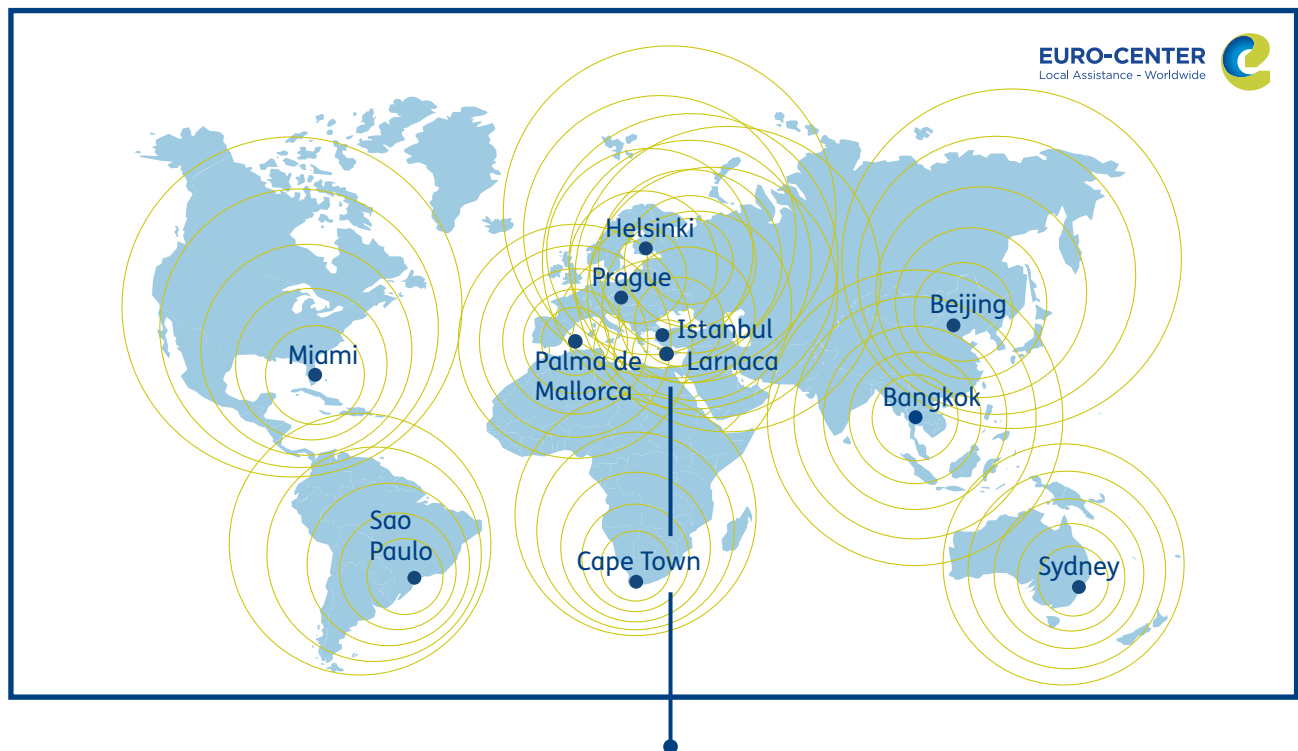 EURO-CENTER
Local Assistance - Worldwide
Helsinki
Prague
Istanbul
Larnaca
Palma de
Mallorca
Miami
Beijing
Bangkok
Sao
Paulo
Cape Town
Sydney